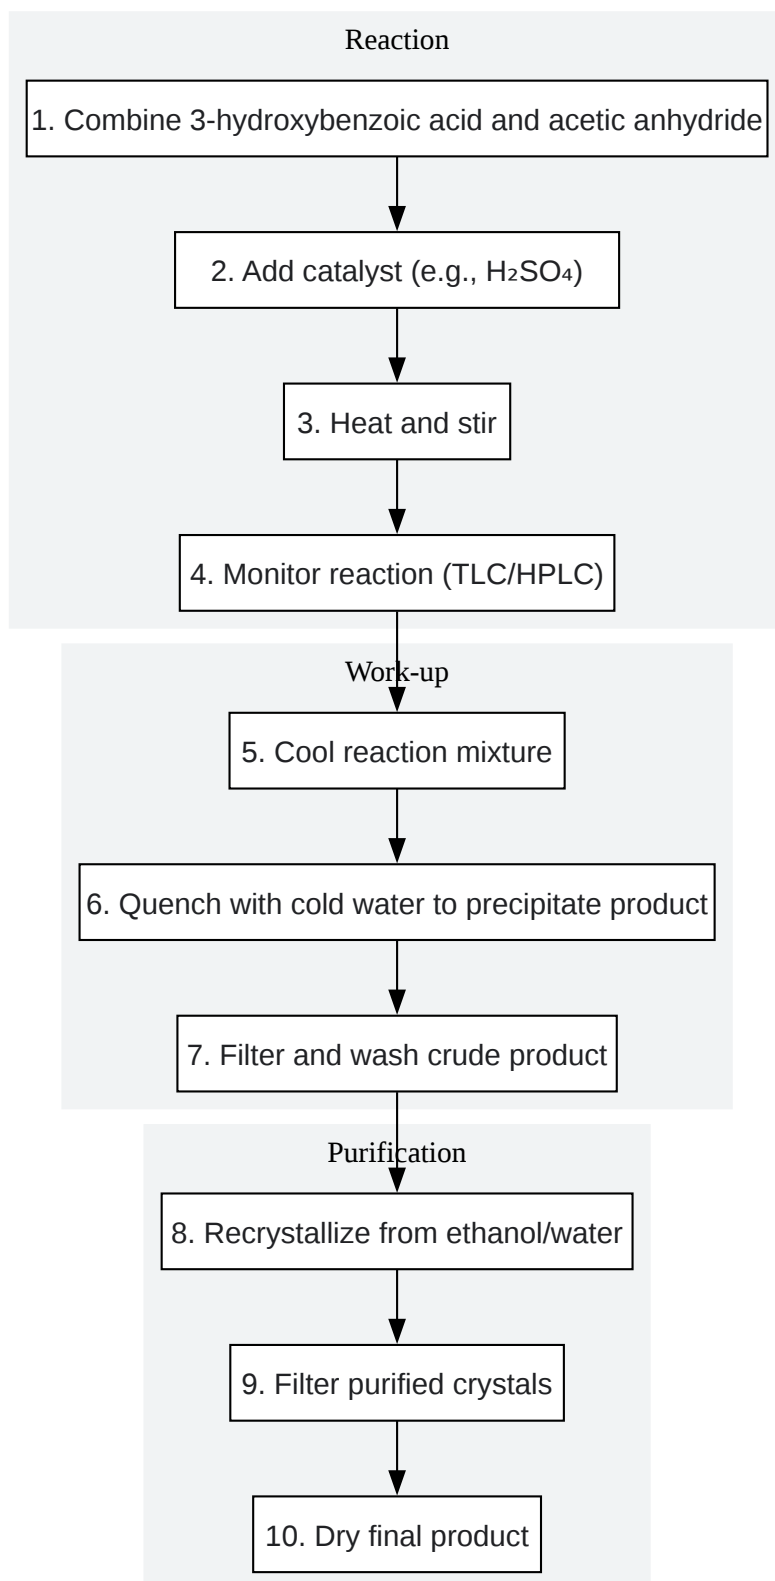 Reaction
1. Combine 3-hydroxybenzoic acid and acetic anhydride
2. Add catalyst (e.g., H₂SO₄)
3. Heat and stir
4. Monitor reaction (TLC/HPLC)
Work-up
5. Cool reaction mixture
6. Quench with cold water to precipitate product
7. Filter and wash crude product
Purification
8. Recrystallize from ethanol/water
9. Filter purified crystals
10. Dry final product